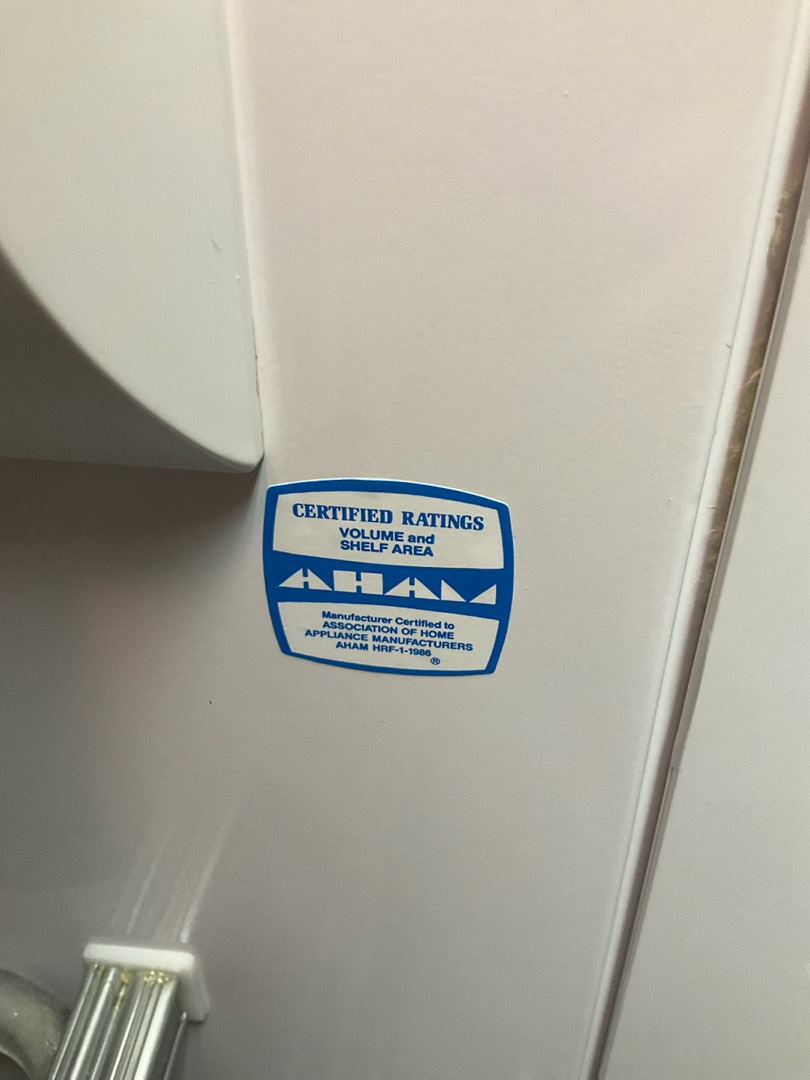 CERTIFIED RATINGS
VOLUME and
SHELF AREA
AHAM
Manufacturer Certified to
ASSOCIATION OF HOME
APPLIANCE MANUFACTURERS
AHAM HRF-1-1986
®